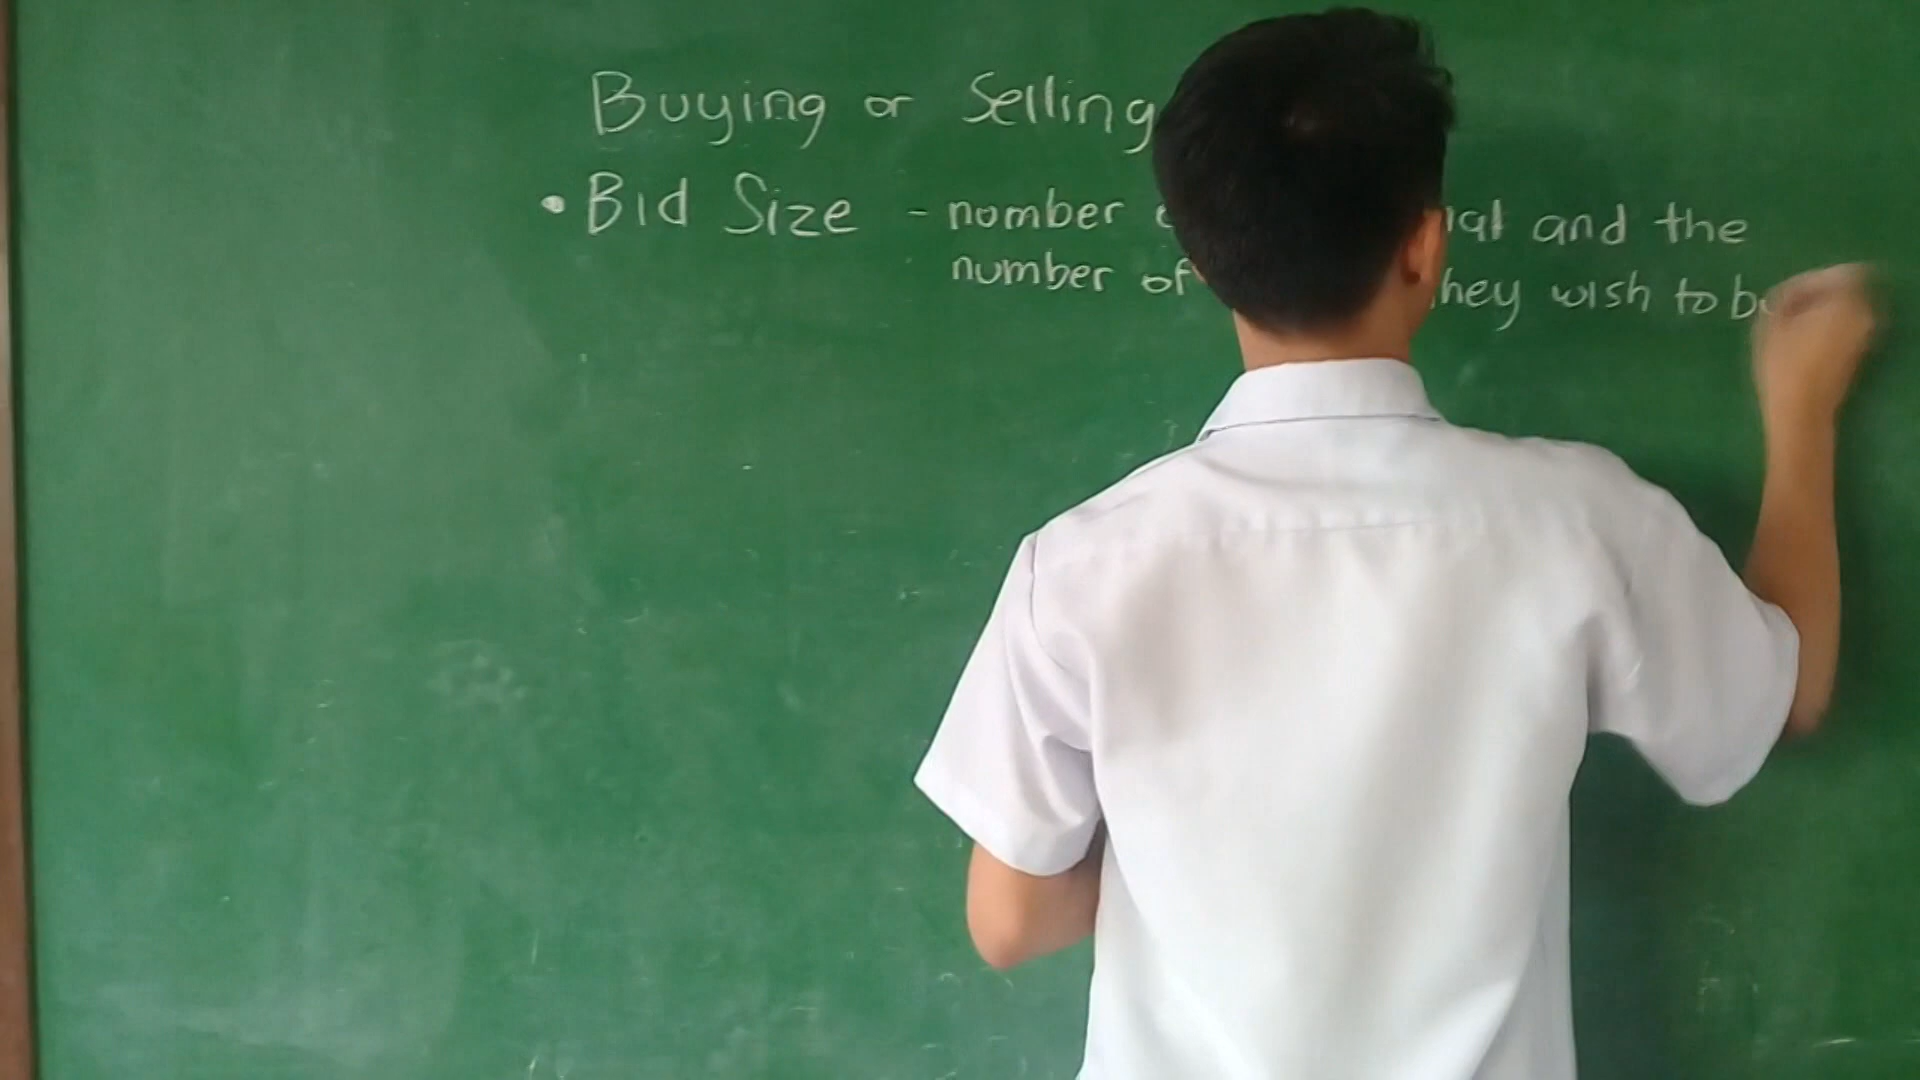 Buying or Selling
• Bid Size - number and the
number of they wish to